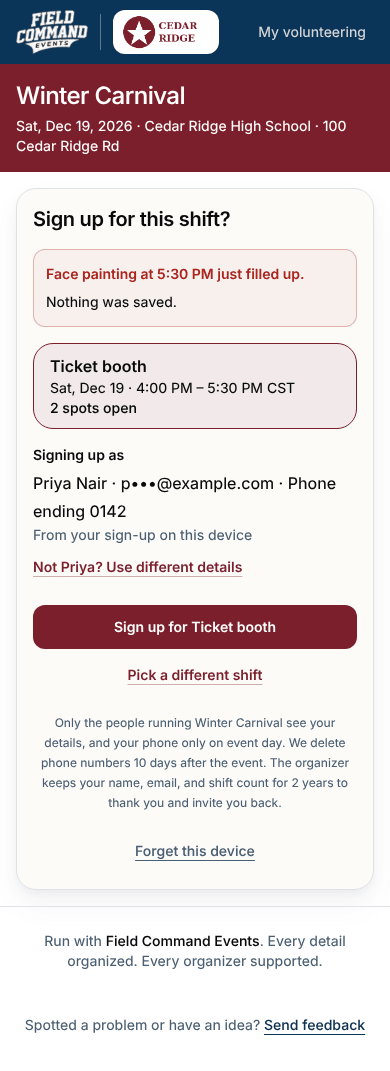 FIELD
COMMAND
EVENTS
CEDAR
RIDGE
My volunteering
Winter Carnival
Sat, Dec 19, 2026 · Cedar Ridge High School · 100
Cedar Ridge Rd
Sign up for this shift?
Face painting at 5:30 PM just filled up.
Nothing was saved.
Ticket booth
Sat, Dec 19 · 4:00 PM – 5:30 PM CST
2 spots open
Signing up as
Priya Nair · p•••@example.com · Phone
ending 0142
From your sign-up on this device
Not Priya? Use different details
Sign up for Ticket booth
Pick a different shift
Only the people running Winter Carnival see your
details, and your phone only on event day. We delete
phone numbers 10 days after the event. The organizer
keeps your name, email, and shift count for 2 years to
thank you and invite you back.
Forget this device
Run with Field Command Events. Every detail
organized. Every organizer supported.
Spotted a problem or have an idea? Send feedback